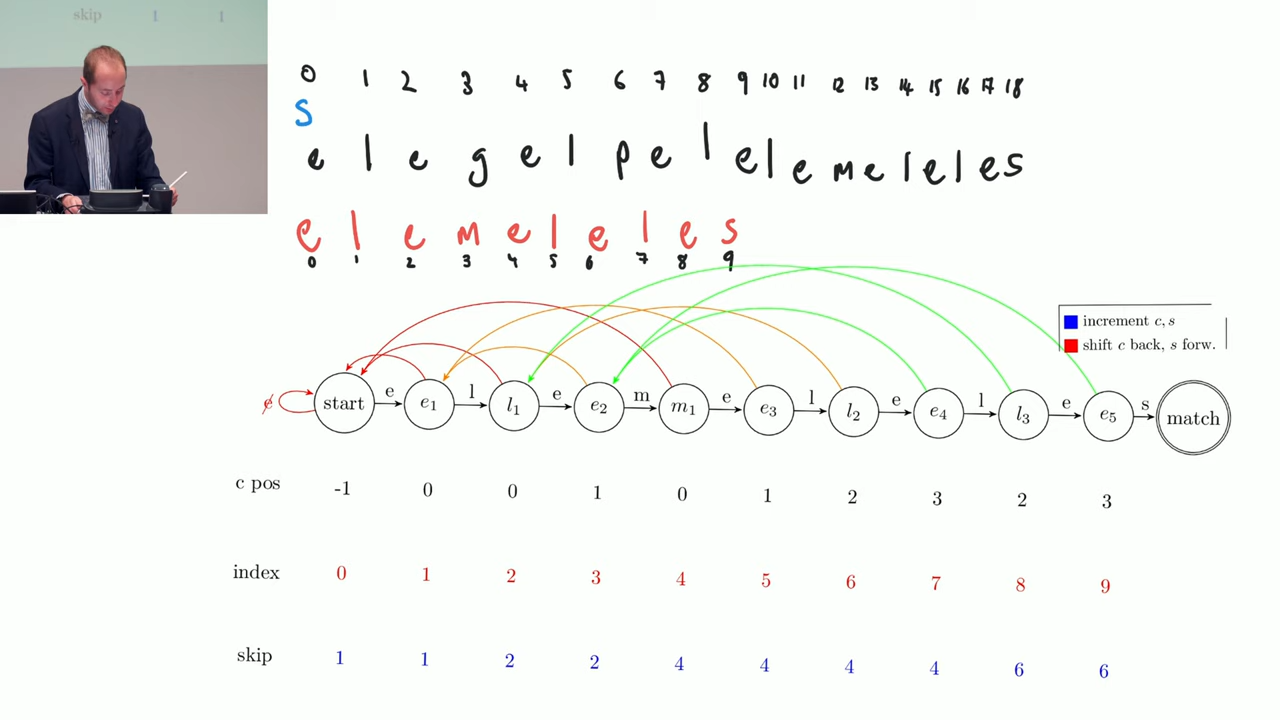 skip 1 1
0 1 2 3 4 5 6 7 8 9 10 11 12 13 14 15 16 17 18
S
e l e g e l p e l e l e m e l e l e s
e l e m e l e l e s
0 1 2 3 4 5 6 7 8 9
increment c, s
shift c back, s forw.
e̸ start e e₁ l l₁ e e₂ m m₁ e e₃ l l₂ e e₄ l l₃ e e₅ s match
c pos -1 0 0 1 0 1 2 3 2 3
index 0 1 2 3 4 5 6 7 8 9
skip 1 1 2 2 4 4 4 4 6 6